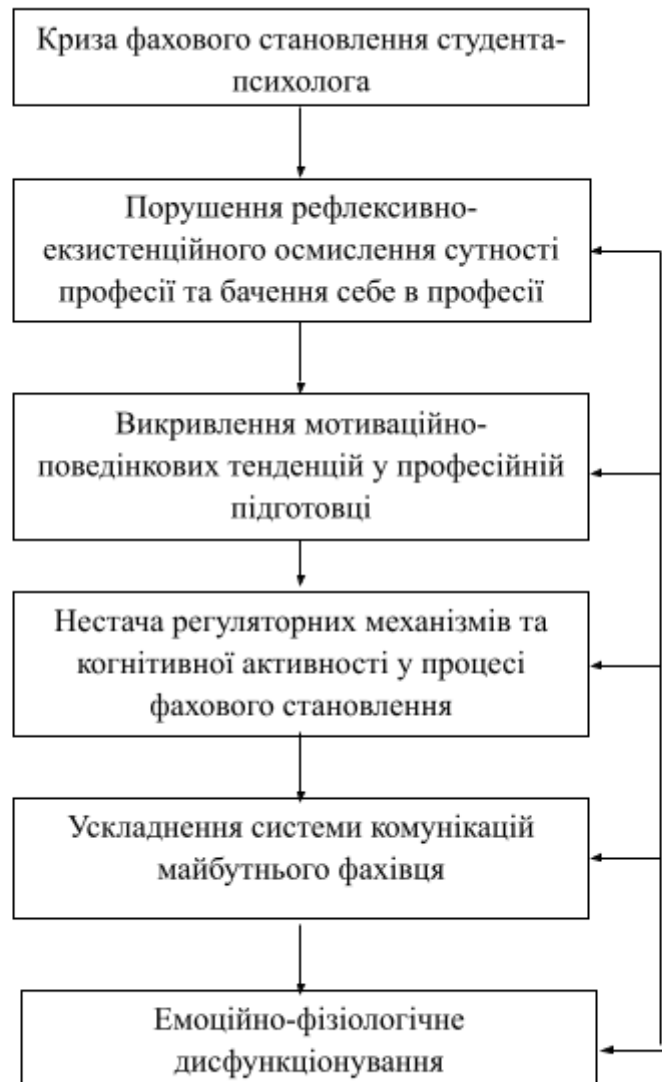 Криза фахового становлення студента-
психолога
Порушення рефлексивно-
екзистенційного осмислення сутності
професії та бачення себе в професії
Викривлення мотиваційно-
поведінкових тенденцій у професійній
підготовці
Нестача регуляторних механізмів та
когнітивної активності у процесі
фахового становлення
Ускладнення системи комунікацій
майбутнього фахівця
Емоційно-фізіологічне
дисфункціонування